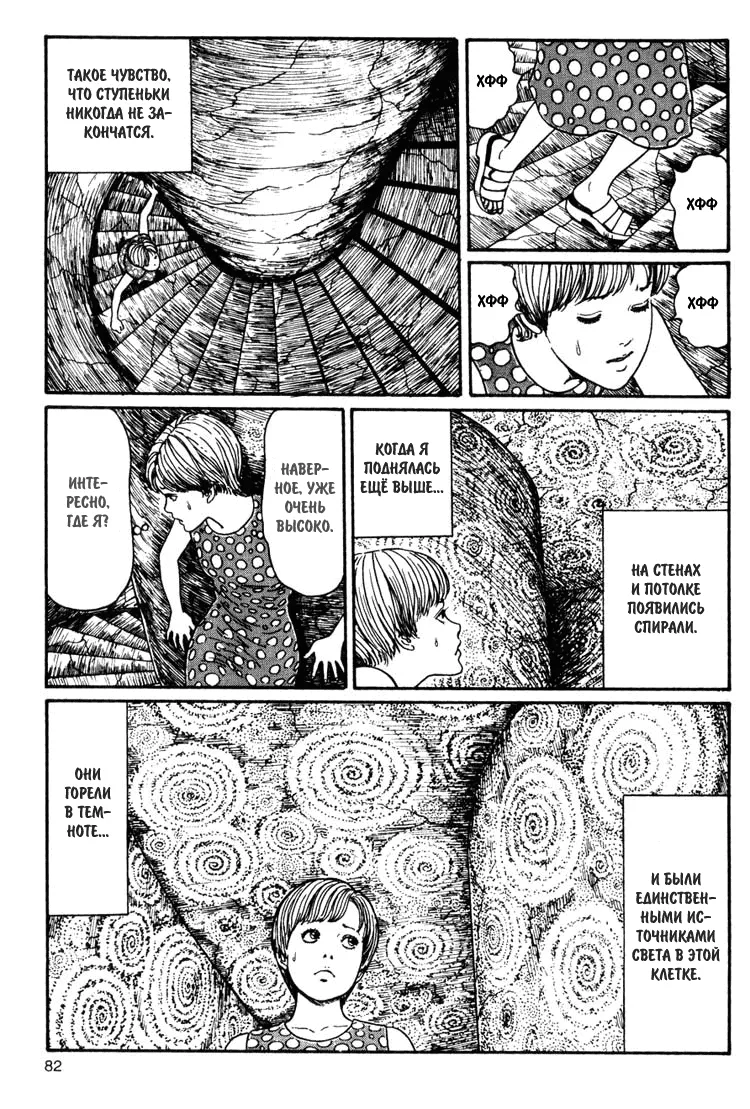 ТАКОЕ ЧУВСТВО,
ЧТО СТУПЕНЬКИ
НИКОГДА НЕ ЗА-
КОНЧАТСЯ.
ХФФ
ХФФ
ХФФ
ХФФ
ИНТЕ-
РЕСНО,
ГДЕ Я?
НАВЕР-
НОЕ, УЖЕ
ОЧЕНЬ
ВЫСОКО.
КОГДА Я
ПОДНЯЛАСЬ
ЕЩЁ ВЫШЕ...
НА СТЕНАХ
И ПОТОЛКЕ
ПОЯВИЛИСЬ
СПИРАЛИ.
ОНИ
ГОРЕЛИ
В ТЕМ-
НОТЕ...
И БЫЛИ
ЕДИНСТВЕН-
НЫМИ ИС-
ТОЧНИКАМИ
СВЕТА В ЭТОЙ
КЛЕТКЕ.
82